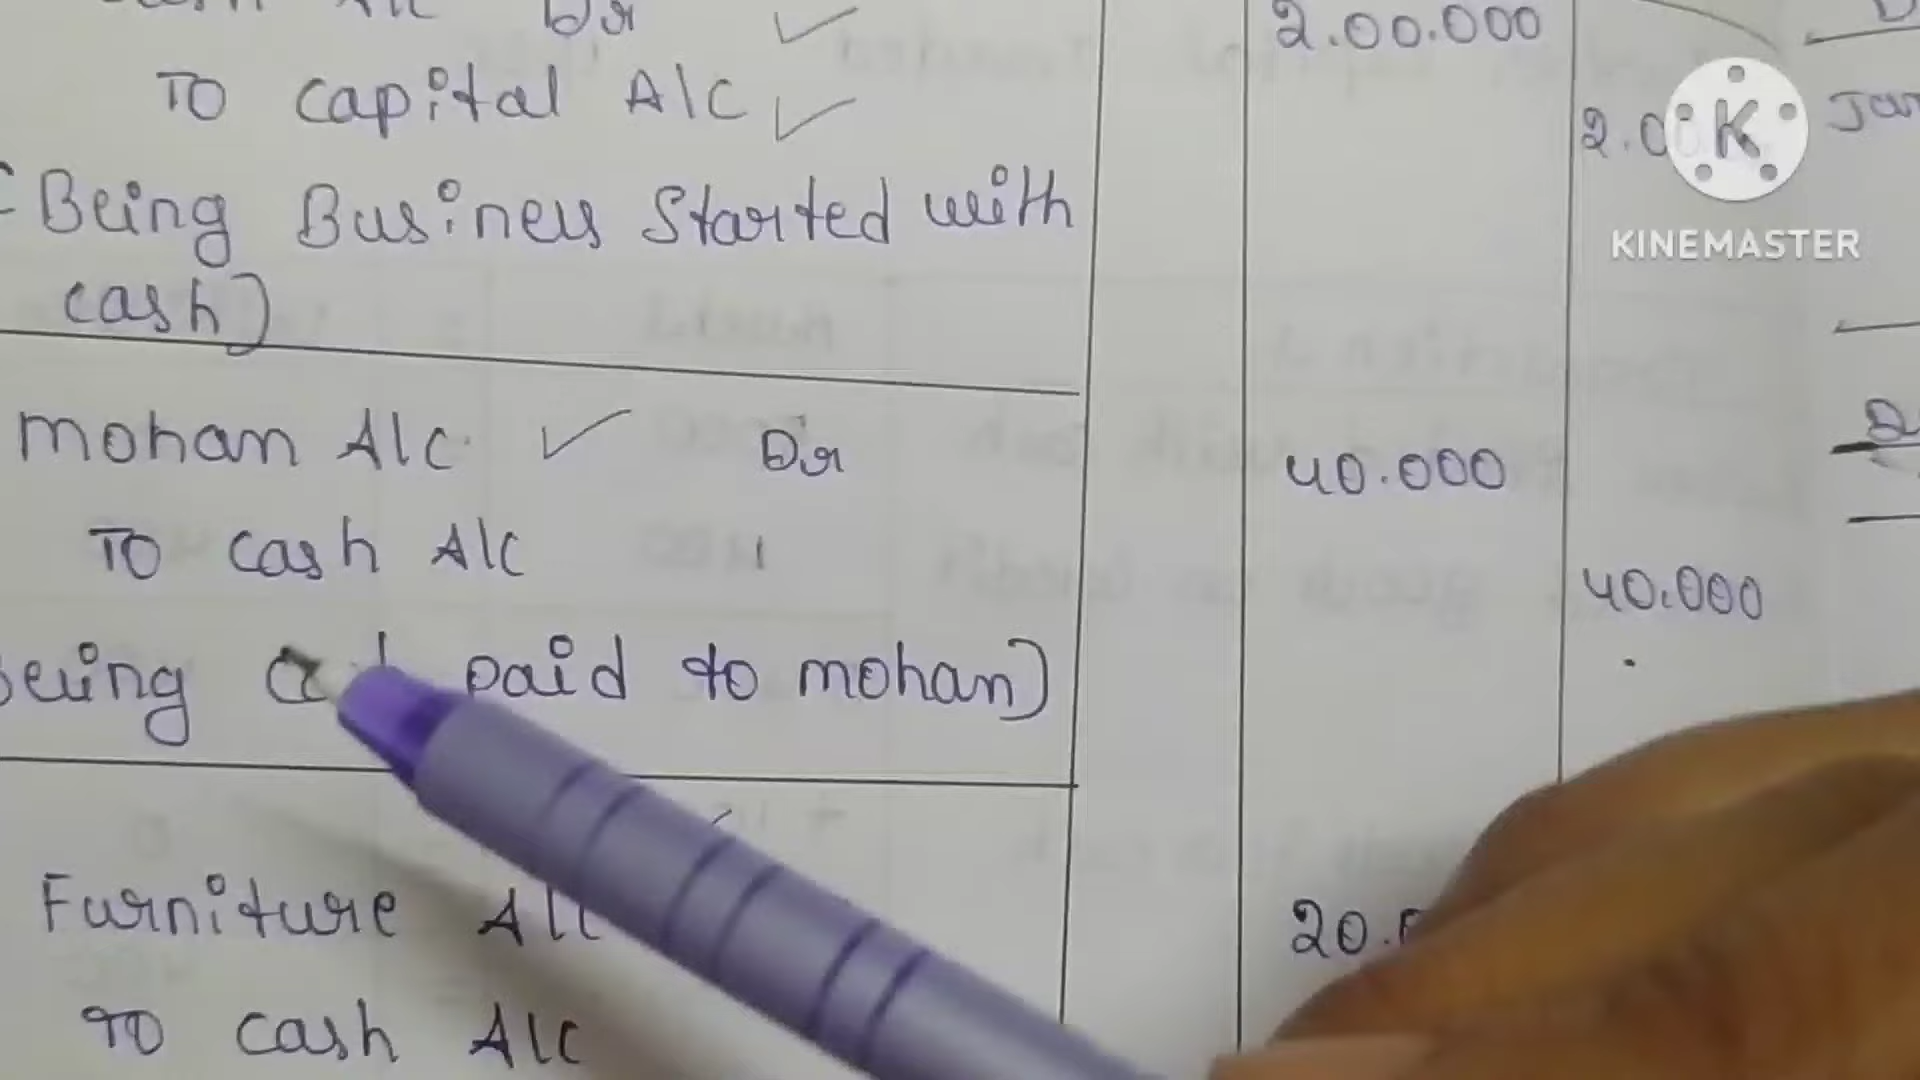 Dr 2.00.000
TO capital A/C
Being Business Started with
cash)
mohan A/C Dr 40.000
TO cash A/C 40.000
paid to mohan)
Furniture A/C
TO cash A/C
K
KINEMASTER